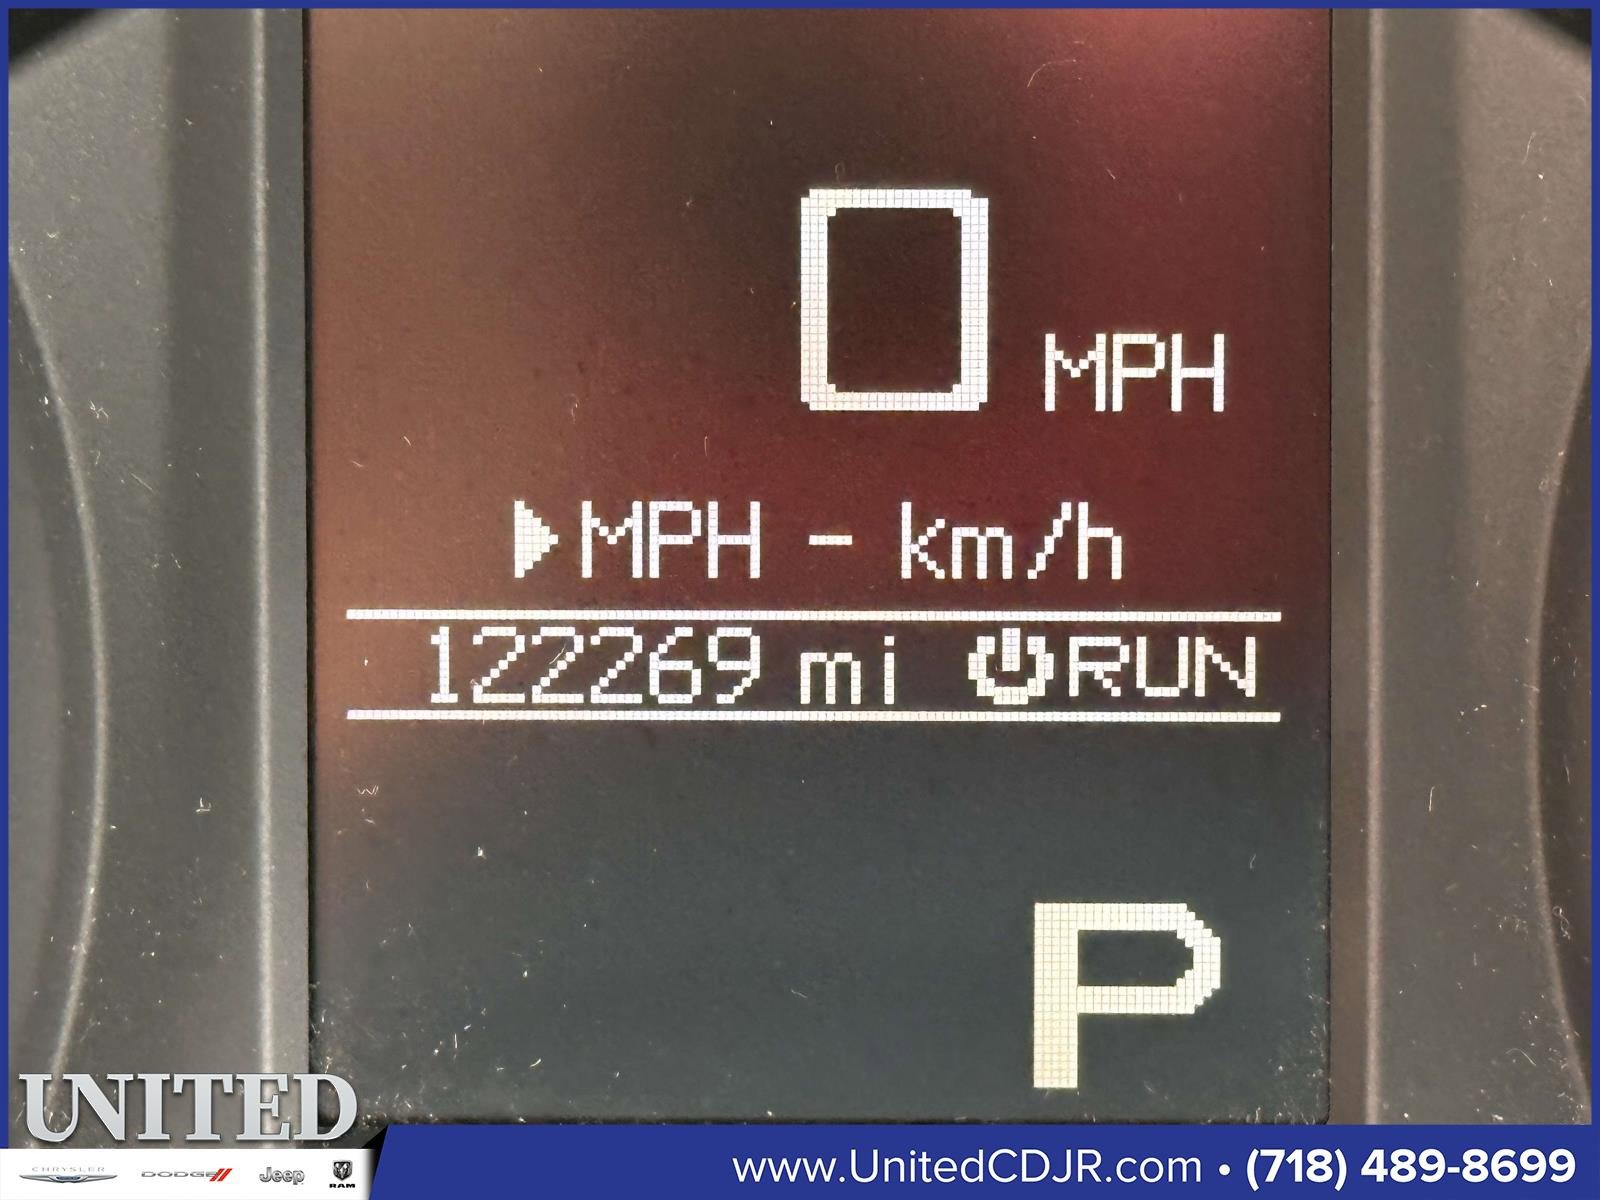 0 MPH
▶MPH - km/h
122269 mi ⏻RUN
P
UNITED
CHRYSLER DODGE Jeep RAM
www.UnitedCDJR.com • (718) 489-8699